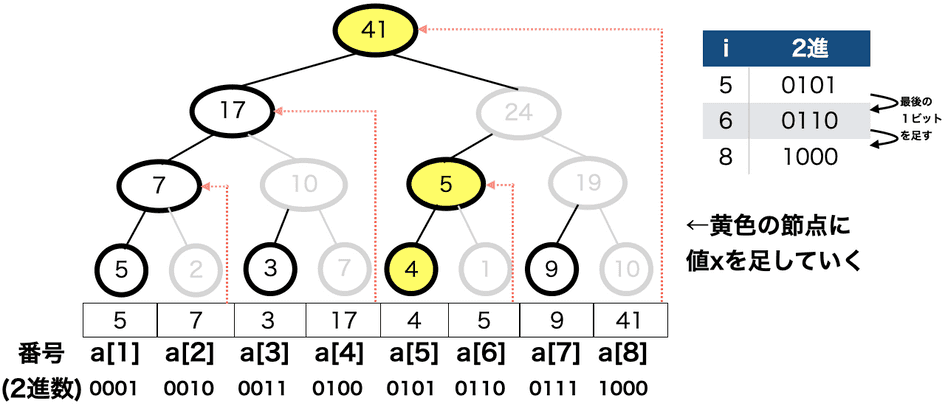 41
17
24
7
10
5
19
5
2
3
7
4
1
9
10
5 7 3 17 4 5 9 41
番号 a[1] a[2] a[3] a[4] a[5] a[6] a[7] a[8]
(2進数) 0001 0010 0011 0100 0101 0110 0111 1000
i 2進
5 0101
6 0110
8 1000
最後の
1ビット
を足す
←黄色の節点に
値xを足していく